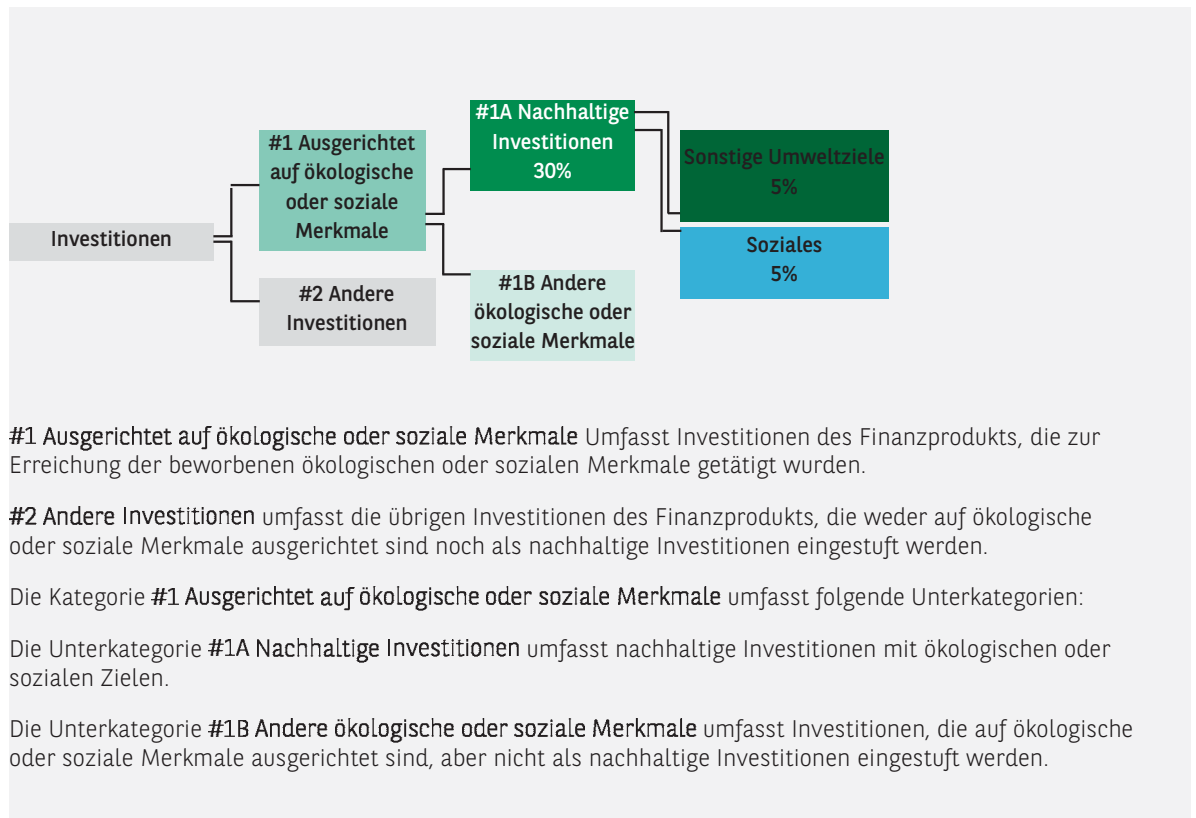 #1A Nachhaltige
Investitionen
30%
#1 Ausgerichtet
auf ökologische
oder soziale
Merkmale
Sonstige Umweltziele
5%
Investitionen
Soziales
5%
#2 Andere
Investitionen
#1B Andere
ökologische oder
soziale Merkmale
#1 Ausgerichtet auf ökologische oder soziale Merkmale Umfasst Investitionen des Finanzprodukts, die zur
Erreichung der beworbenen ökologischen oder sozialen Merkmale getätigt wurden.
#2 Andere Investitionen umfasst die übrigen Investitionen des Finanzprodukts, die weder auf ökologische
oder soziale Merkmale ausgerichtet sind noch als nachhaltige Investitionen eingestuft werden.
Die Kategorie #1 Ausgerichtet auf ökologische oder soziale Merkmale umfasst folgende Unterkategorien:
Die Unterkategorie #1A Nachhaltige Investitionen umfasst nachhaltige Investitionen mit ökologischen oder
sozialen Zielen.
Die Unterkategorie #1B Andere ökologische oder soziale Merkmale umfasst Investitionen, die auf ökologische
oder soziale Merkmale ausgerichtet sind, aber nicht als nachhaltige Investitionen eingestuft werden.